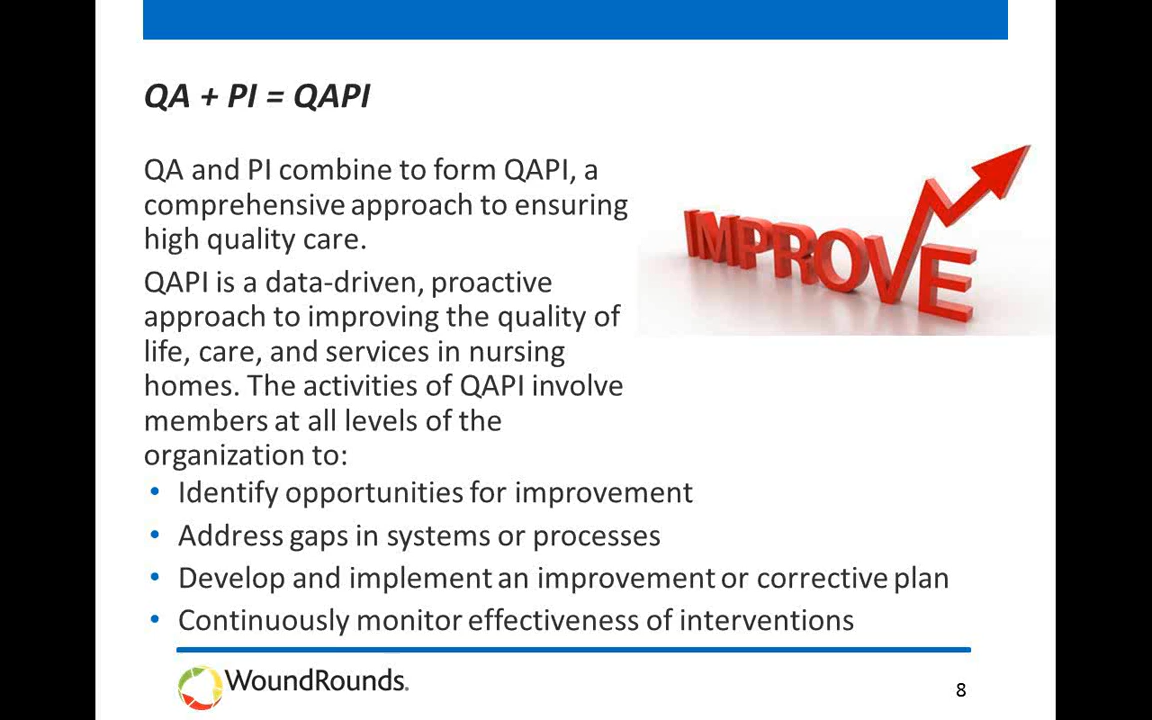 QA + PI = QAPI
QA and PI combine to form QAPI, a
comprehensive approach to ensuring
high quality care.
QAPI is a data-driven, proactive
approach to improving the quality of
life, care, and services in nursing
homes. The activities of QAPI involve
members at all levels of the
organization to:
IMPROVE
• Identify opportunities for improvement
• Address gaps in systems or processes
• Develop and implement an improvement or corrective plan
• Continuously monitor effectiveness of interventions
WoundRounds.
8